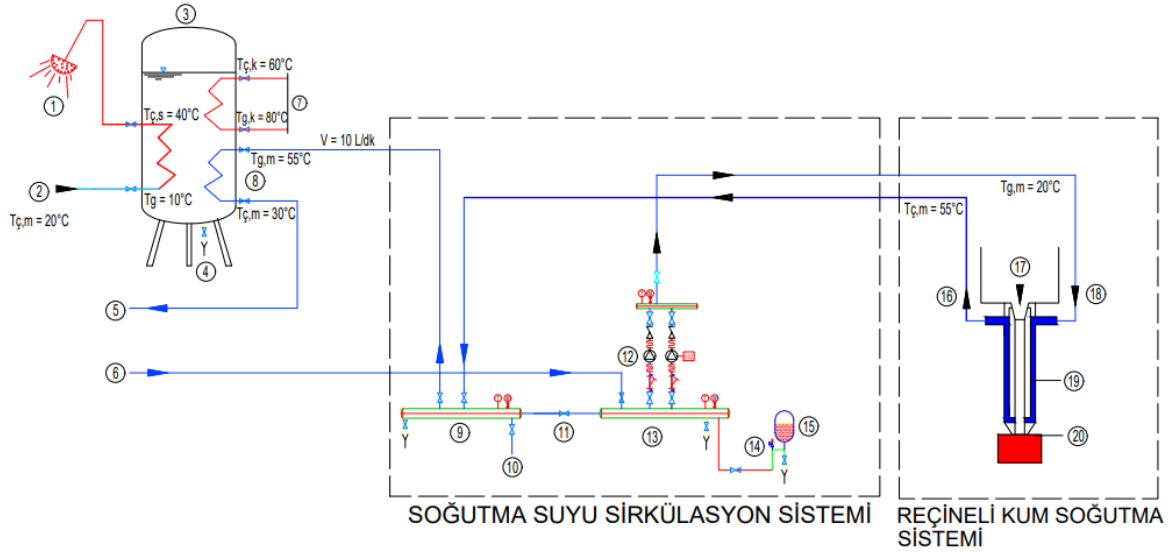 3
Tç,k = 60°C
7
Tg,k = 80°C
1
Tç,s = 40°C
V = 10 L/dk
Tg,m = 55°C
8
2
Tg = 10°C
Tç,m = 30°C
Tç,m = 20°C
4
5
Tg,m = 20°C
Tç,m = 55°C
17
16
18
12
6
19
9
11
13
14
15
10
20
SOĞUTMA SUYU SİRKÜLASYON SİSTEMİ
REÇİNELİ KUM SOĞUTMA
SİSTEMİ